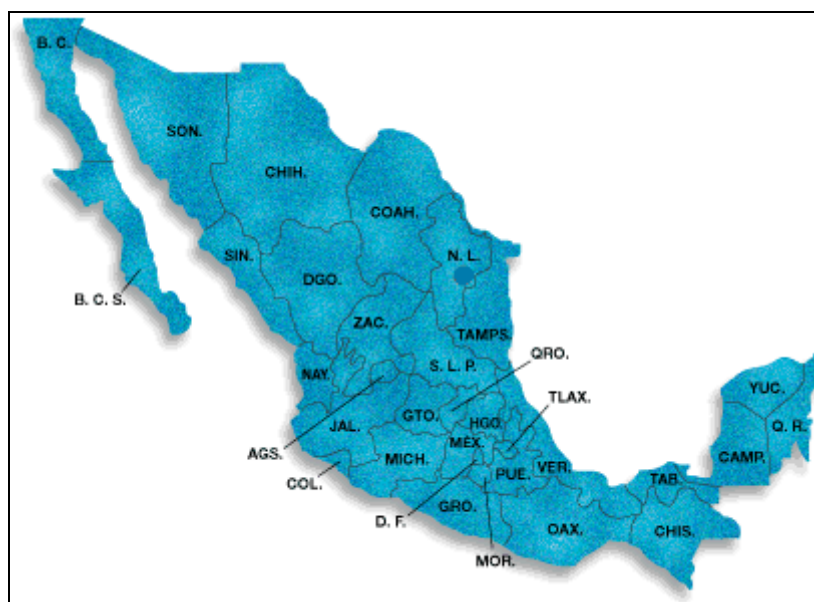 B. C.
SON.
CHIH.
COAH.
SIN.
N. L.
DGO.
B. C. S.
ZAC.
TAMPS.
QRO.
S. L. P.
NAY.
YUC.
TLAX.
GTO.
HGO.
Q. R.
JAL.
MÉX.
AGS.
MICH.
VER.
CAMP.
COL.
PUE.
TAB.
GRO.
D. F.
OAX.
CHIS.
MOR.